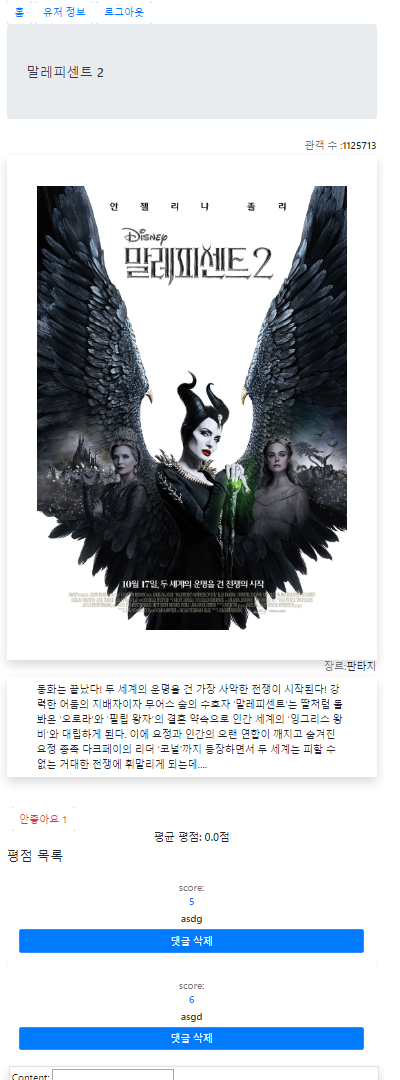 홈 유저 정보 로그아웃
말레피센트 2
관객 수 :1125713
안 젤 리 나 졸 리
Disney
말레피센트 2
10월 17일, 두 세계의 운명을 건 전쟁의 시작
장르:판타지
동화는 끝났다! 두 세계의 운명을 건 가장 사악한 전쟁이 시작된다! 강
력한 어둠의 지배자이자 무어스 숲의 수호자 '말레피센트'는 딸처럼 돌
봐온 '오로라'와 '필립 왕자'의 결혼 약속으로 인간 세계의 '잉그리스 왕
비'와 대립하게 된다. 이에 요정과 인간의 오랜 연합이 깨지고 숨겨진
요정 종족 다크페이의 리더 '코널'까지 등장하면서 두 세계는 피할 수
없는 거대한 전쟁에 휘말리게 되는데....
안좋아요 1
평균 평점: 0.0점
평점 목록
score:
5
asdg
댓글 삭제
score:
6
asgd
댓글 삭제
Content: